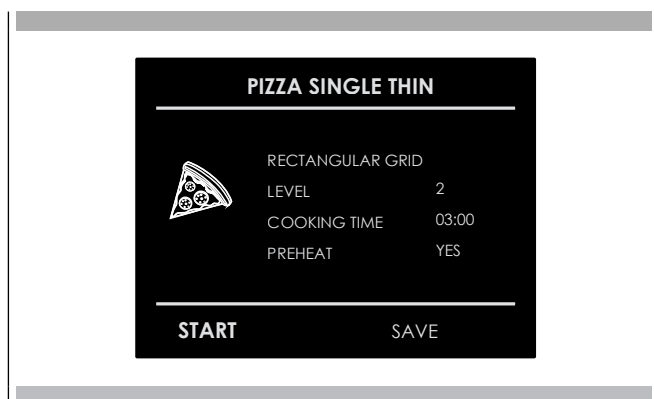 PIZZA SINGLE THIN
RECTANGULAR GRID
LEVEL 2
COOKING TIME 03:00
PREHEAT YES
START SAVE